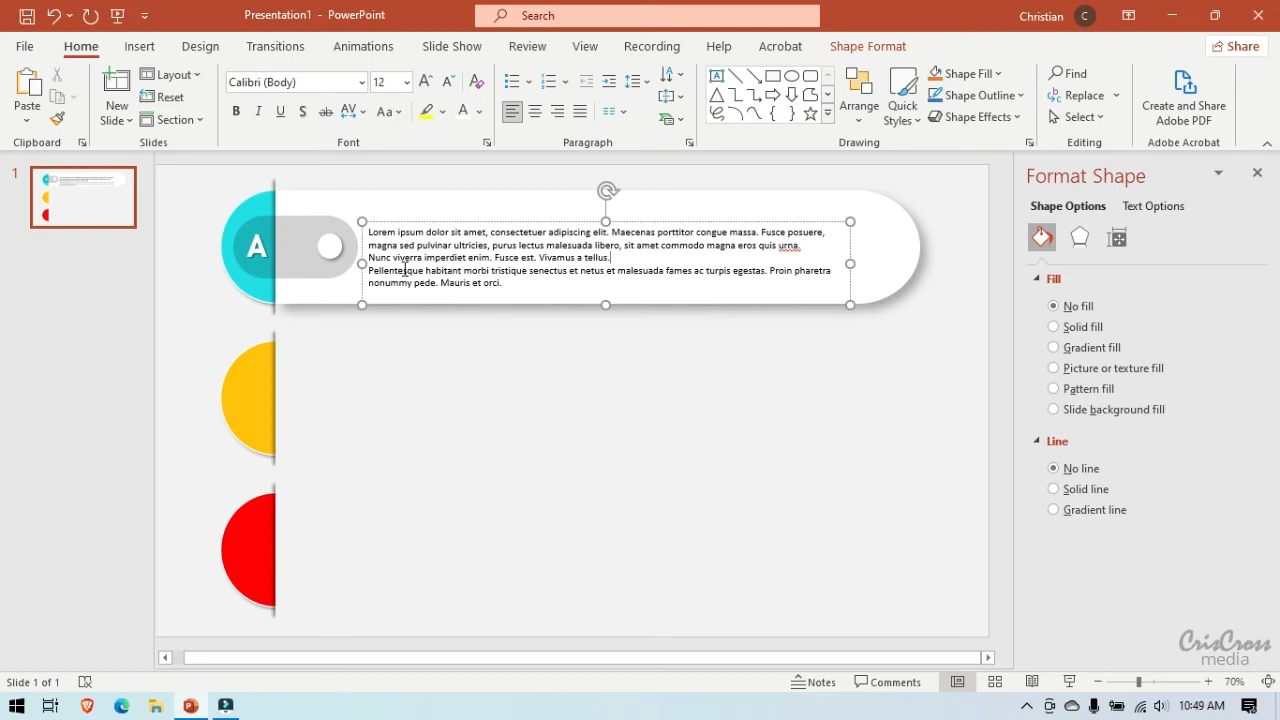 Presentation1 - PowerPoint
Search
Christian
C
File
Home
Insert
Design
Transitions
Animations
Slide Show
Review
View
Recording
Help
Acrobat
Shape Format
Share
Paste
New
Slide
Layout
Reset
Section
Calibri (Body)
12
B
I
U
S
ab
AV
Aa
A
Arrange
Quick
Styles
Shape Fill
Shape Outline
Shape Effects
Find
Replace
Select
Create and Share
Adobe PDF
Clipboard
Slides
Font
Paragraph
Drawing
Editing
Adobe Acrobat
1
A
Lorem ipsum dolor sit amet, consectetuer adipiscing elit. Maecenas porttitor congue massa. Fusce posuere,
magna sed pulvinar ultricies, purus lectus malesuada libero, sit amet commodo magna eros quis urna.
Nunc viverra imperdiet enim. Fusce est. Vivamus a tellus.
Pellentesque habitant morbi tristique senectus et netus et malesuada fames ac turpis egestas. Proin pharetra
nonummy pede. Mauris et orci.
Format Shape
Shape Options
Text Options
Fill
No fill
Solid fill
Gradient fill
Picture or texture fill
Pattern fill
Slide background fill
Line
No line
Solid line
Gradient line
CrisCross
media
Slide 1 of 1
Notes
Comments
70%
10:49 AM